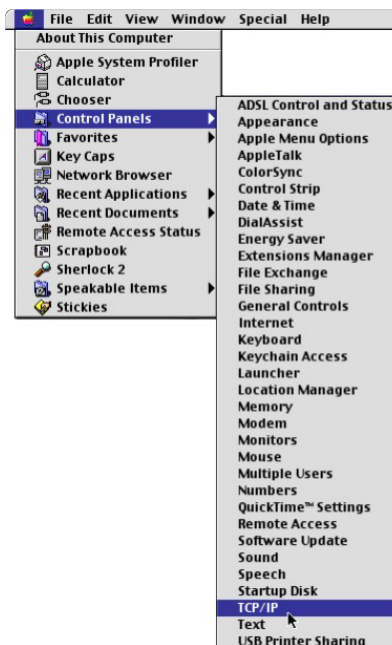 File Edit View Window Special Help
About This Computer
Apple System Profiler
Calculator
Chooser
Control Panels
Favorites
Key Caps
Network Browser
Recent Applications
Recent Documents
Remote Access Status
Scrapbook
Sherlock 2
Speakable Items
Stickies
ADSL Control and Status
Appearance
Apple Menu Options
AppleTalk
ColorSync
Control Strip
Date & Time
DialAssist
Energy Saver
Extensions Manager
File Exchange
File Sharing
General Controls
Internet
Keyboard
Keychain Access
Launcher
Location Manager
Memory
Modem
Monitors
Mouse
Multiple Users
Numbers
QuickTime™ Settings
Remote Access
Software Update
Sound
Speech
Startup Disk
TCP/IP
Text
USB Printer Sharing